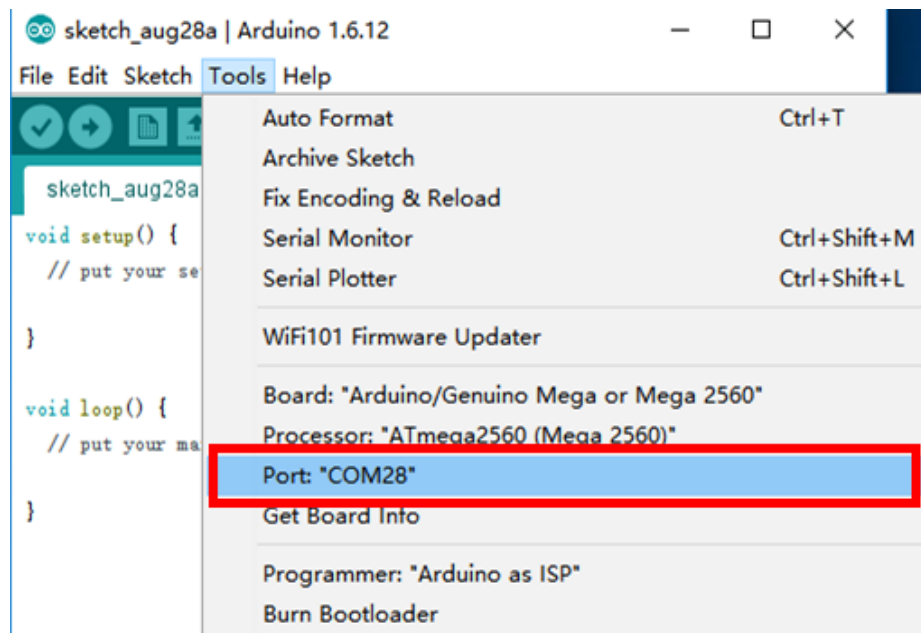 sketch_aug28a | Arduino 1.6.12
File Edit Sketch Tools Help
Auto Format Ctrl+T
Archive Sketch
sketch_aug28a
Fix Encoding & Reload
void setup() {
Serial Monitor Ctrl+Shift+M
// put your se
Serial Plotter Ctrl+Shift+L
}
WiFi101 Firmware Updater
Board: "Arduino/Genuino Mega or Mega 2560"
void loop() {
Processor: "ATmega2560 (Mega 2560)"
// put your ma
Port: "COM28"
}
Get Board Info
Programmer: "Arduino as ISP"
Burn Bootloader